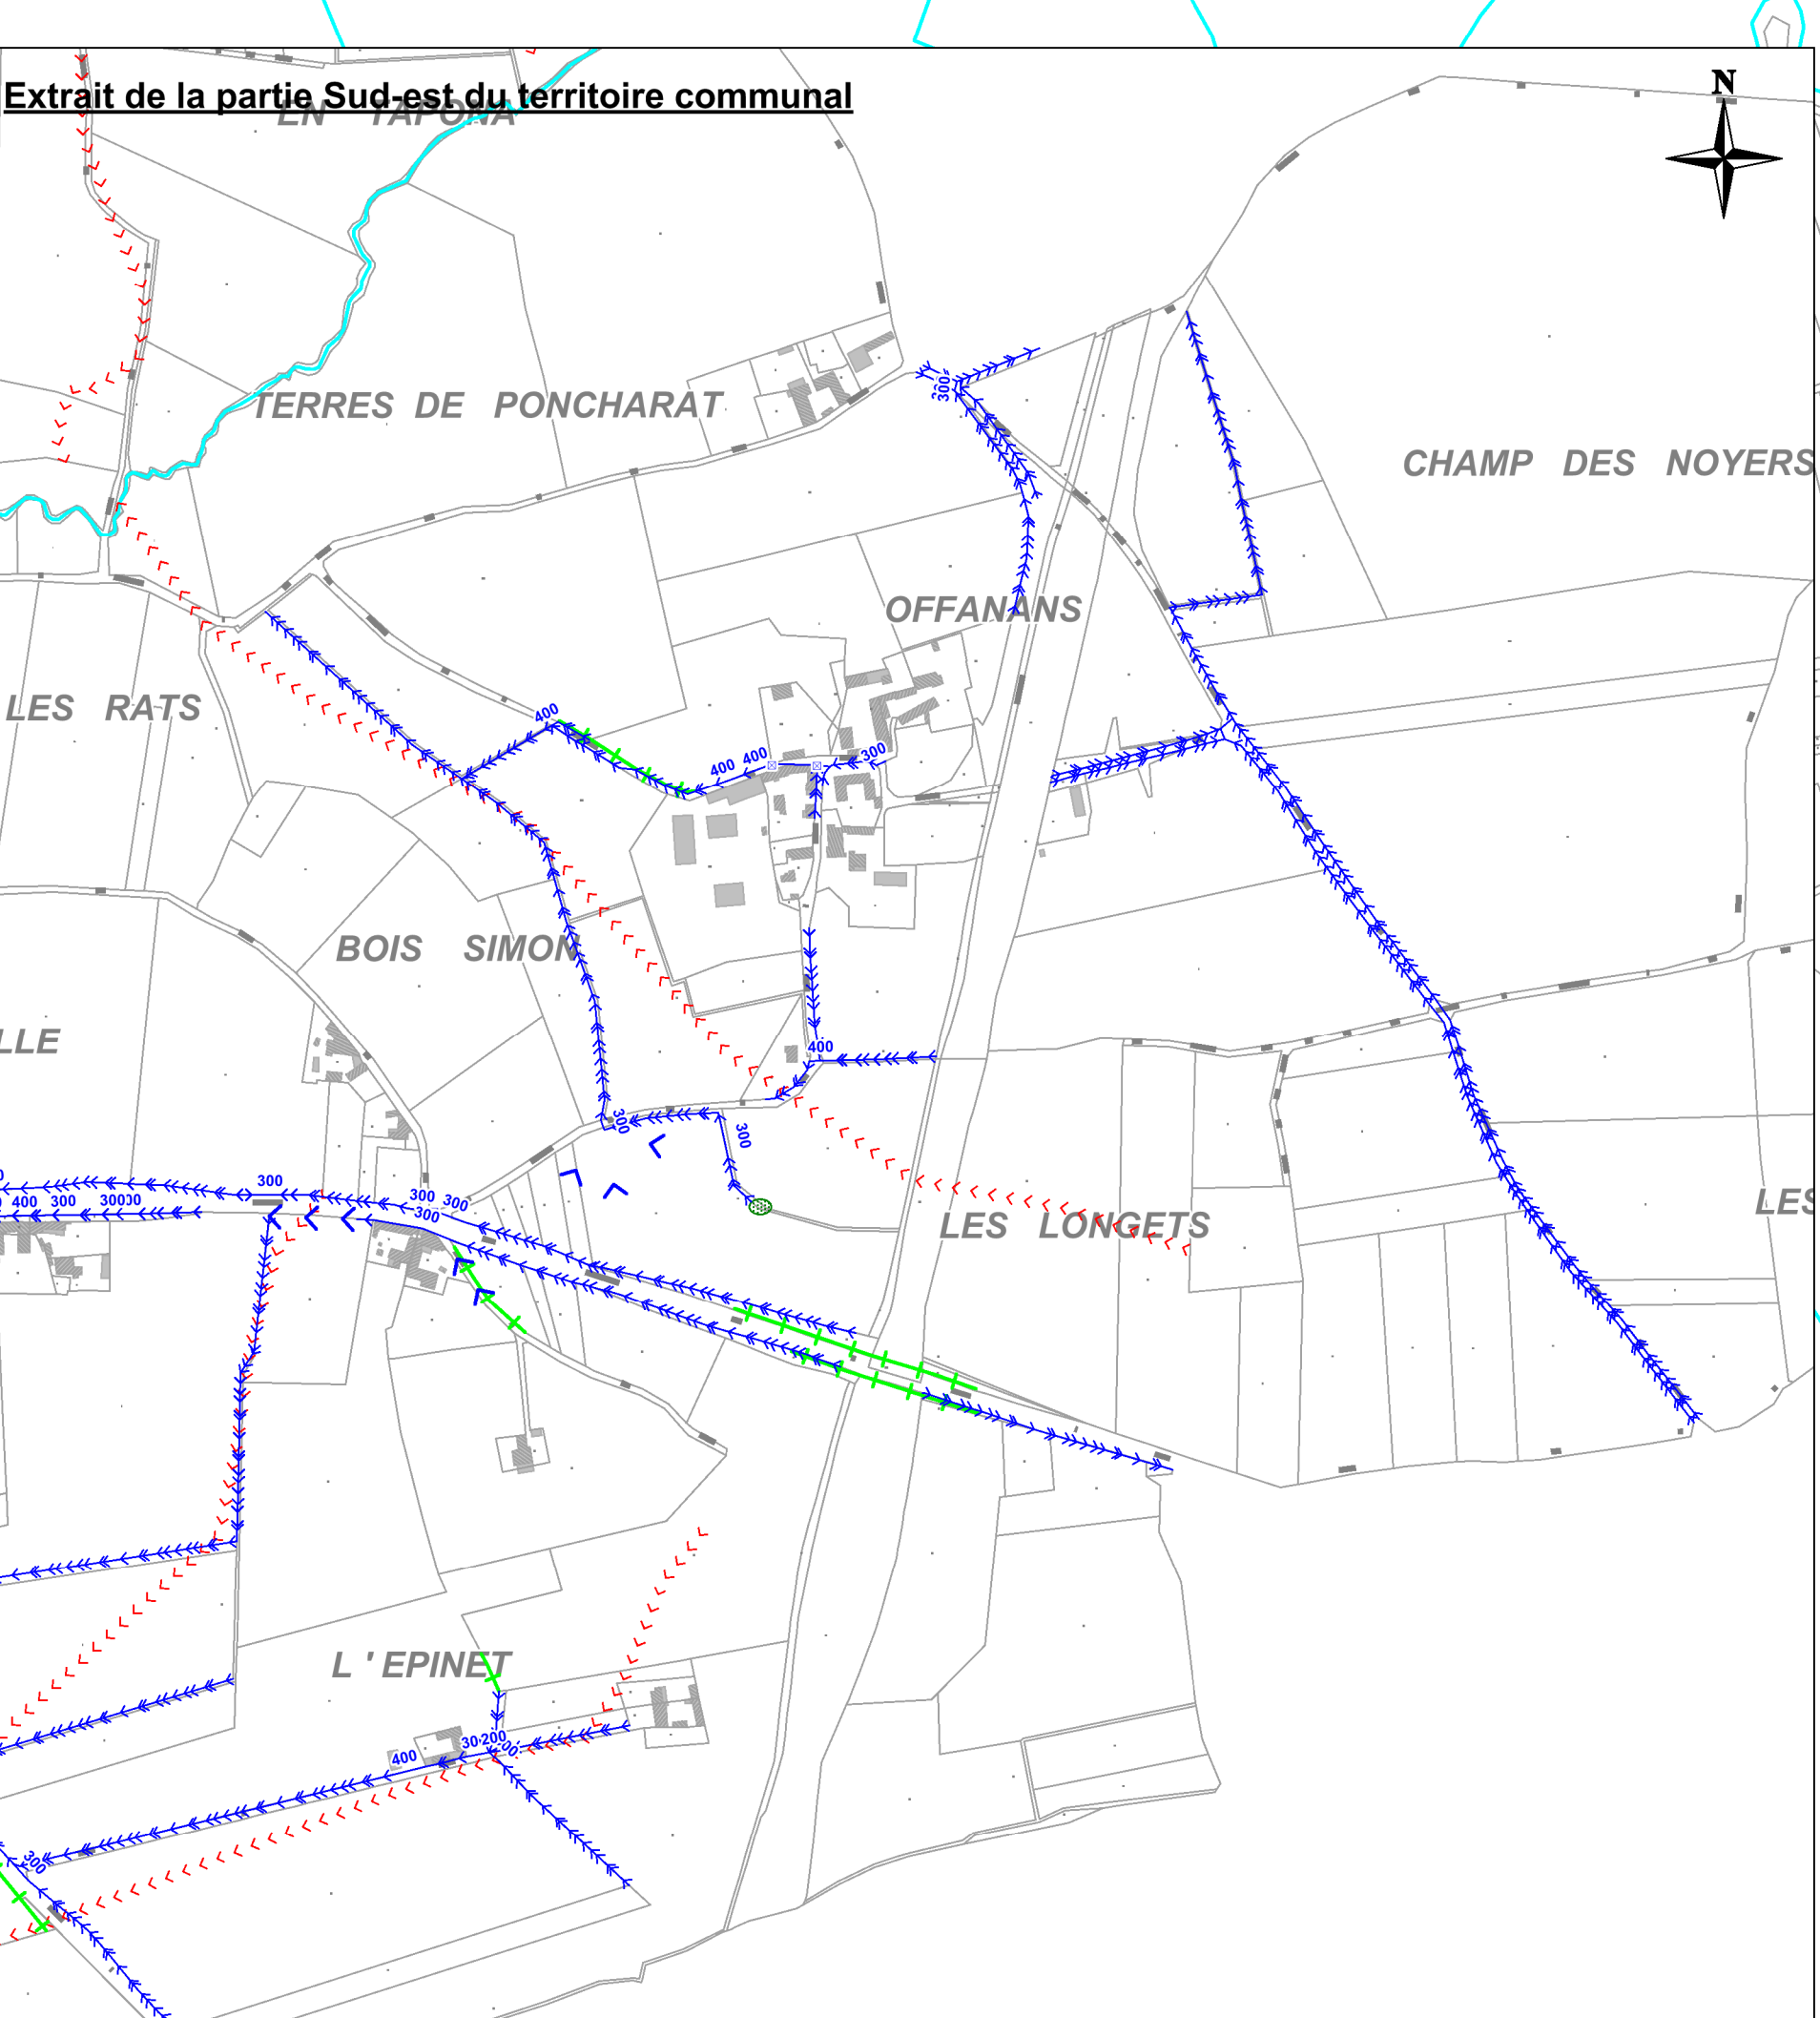 Extrait de la partie Sud-est du territoire communal
N
EN TAPONA
TERRES DE PONCHARAT
300
CHAMP DES NOYERS
OFFANANS
LES RATS
400
400 400
300
BOIS SIMON
LLE
400
300
300
300
400 300
300 300
300
LES LONGETS
LES
L ' EPINET
400
200
300